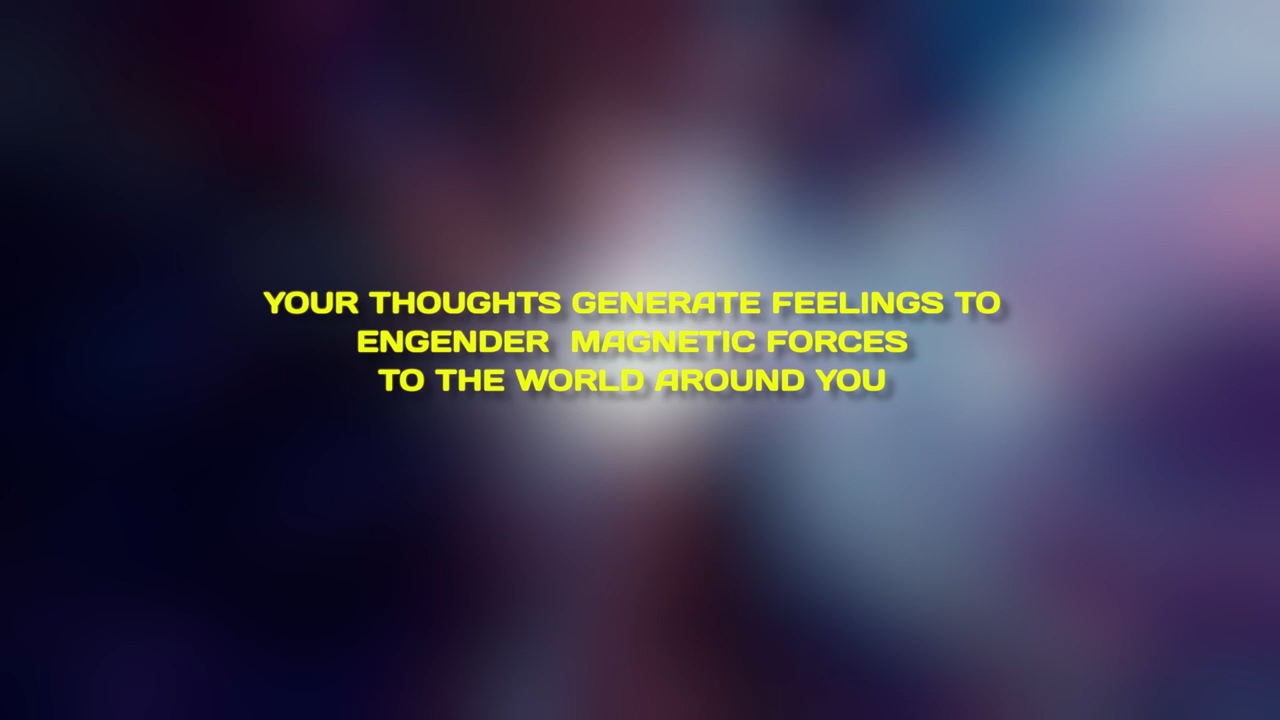 YOUR THOUGHTS GENERATE FEELINGS TO
ENGENDER  MAGNETIC FORCES
TO THE WORLD AROUND YOU